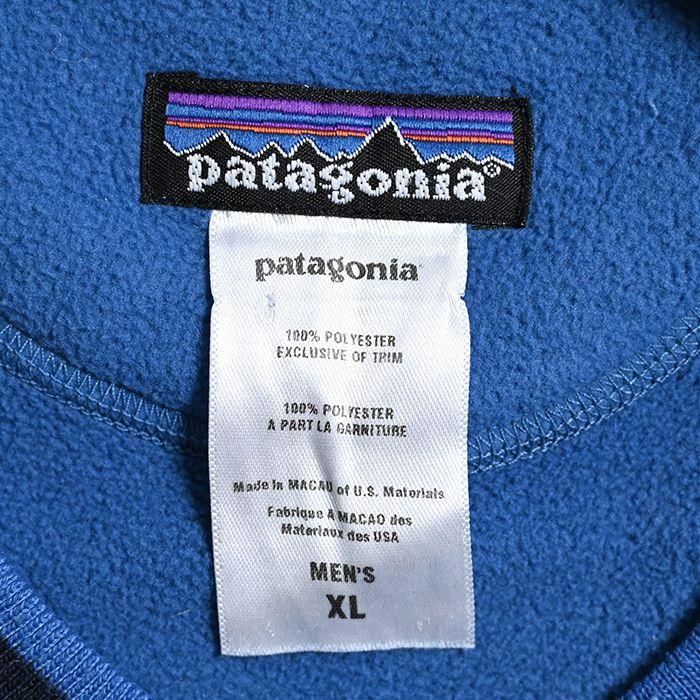 patagonia®
patagonia
100% POLYESTER
EXCLUSIVE OF TRIM
100% POLYESTER
A PART LA GARNITURE
Made in MACAU of U.S. Materials
Fabrique A MACAO des
Materiaux des USA
MEN'S
XL